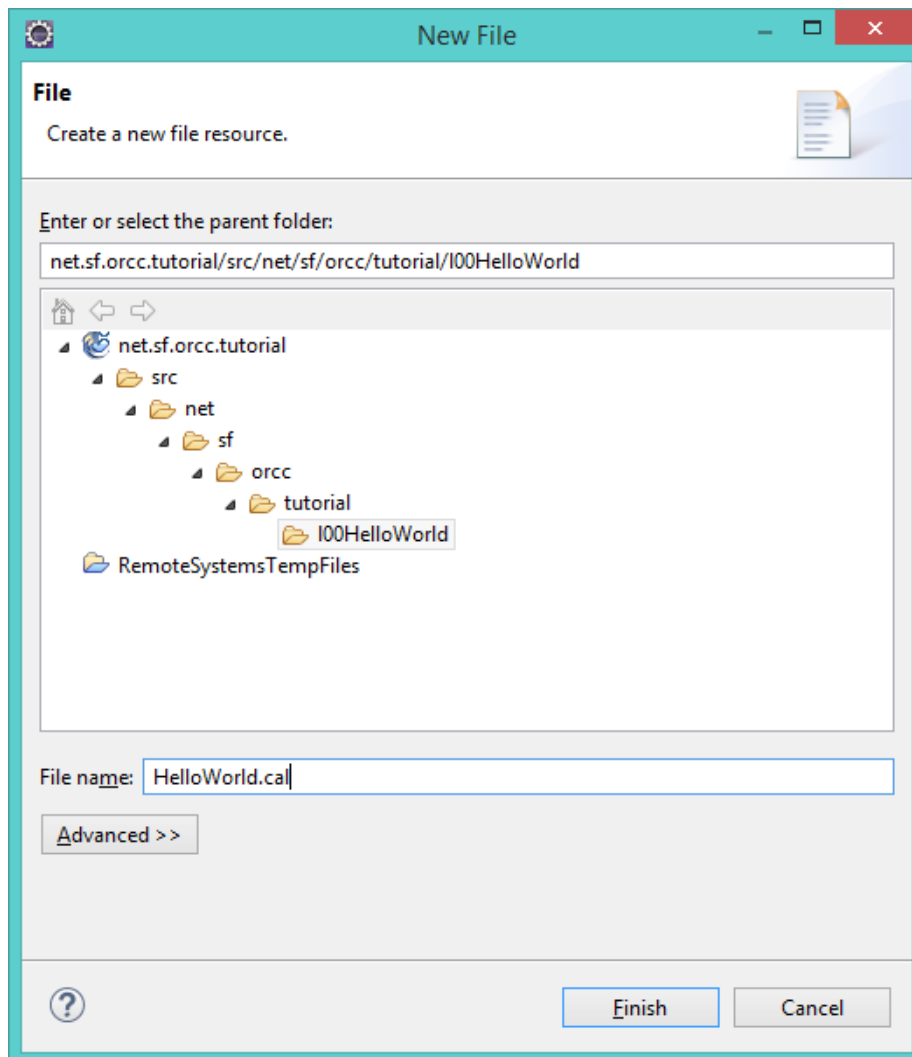 New File
File
Create a new file resource.
Enter or select the parent folder:
net.sf.orcc.tutorial/src/net/sf/orcc/tutorial/I00HelloWorld
net.sf.orcc.tutorial
src
net
sf
orcc
tutorial
I00HelloWorld
RemoteSystemsTempFiles
File name: HelloWorld.cal
Advanced >>
? Finish Cancel